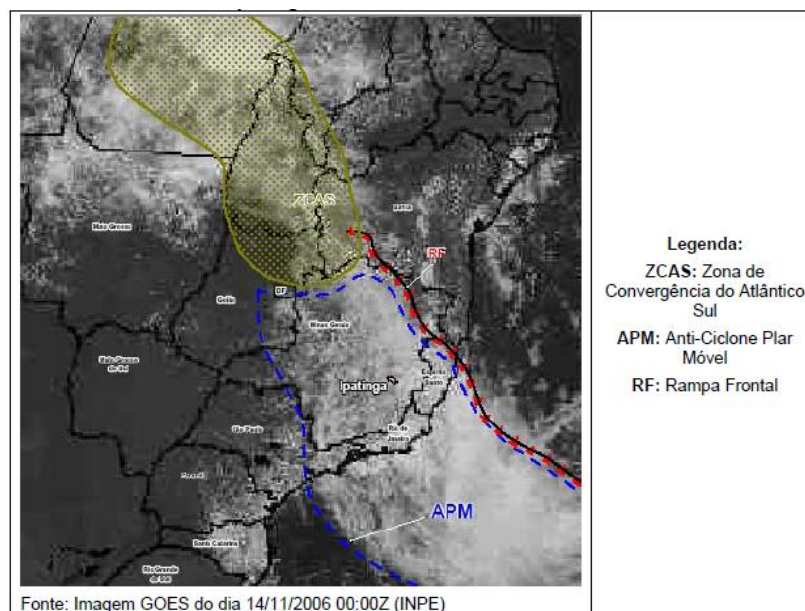 ZCAS
Mato Grosso
Bahia
RF
DF
Goiás
Minas Gerais
Mato Grosso
do Sul
Ipatinga
Espirito
Santo
São Paulo
Rio de
Janeiro
Paraná
APM
Santa Catarina
Rio Grande
do Sul
Legenda:
ZCAS: Zona de
Convergência do Atlântico
Sul
APM: Anti-Ciclone Plar
Móvel
RF: Rampa Frontal
Fonte: Imagem GOES do dia 14/11/2006 00:00Z (INPE)